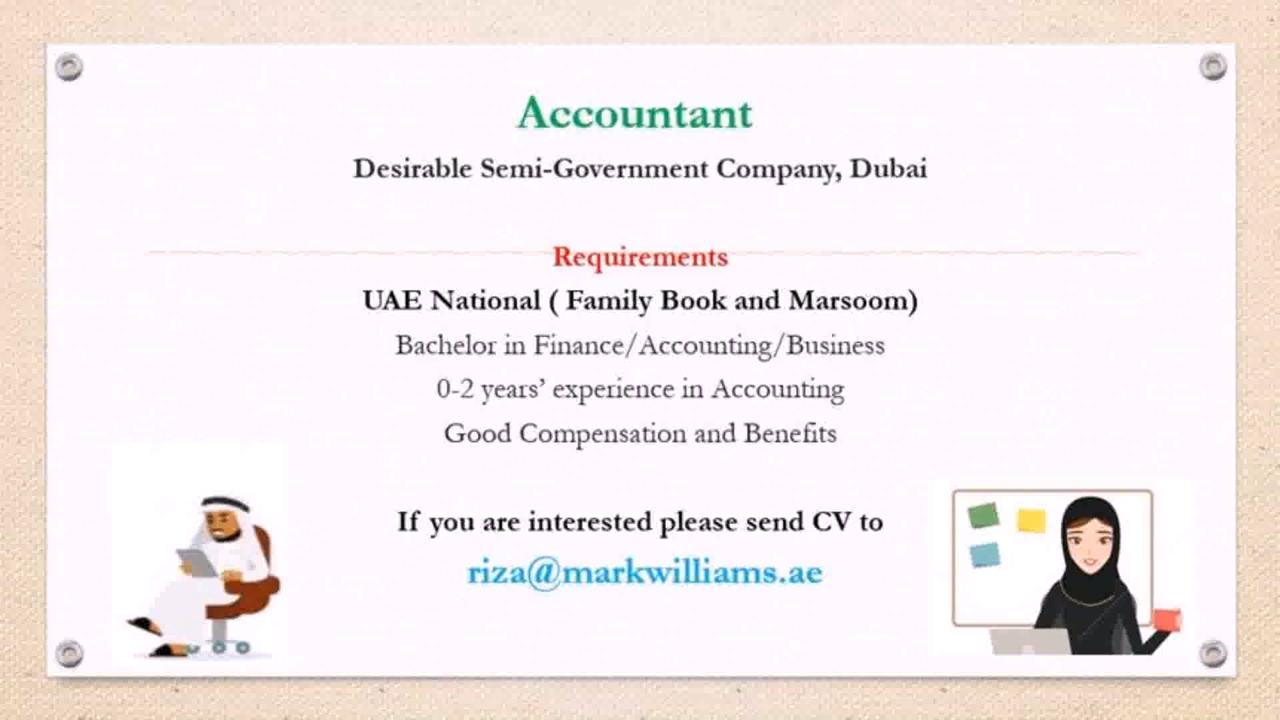 Accountant
Desirable Semi-Government Company, Dubai
Requirements
UAE National ( Family Book and Marsoom)
Bachelor in Finance/Accounting/Business
0-2 years’ experience in Accounting
Good Compensation and Benefits
If you are interested please send CV to
riza@markwilliams.ae